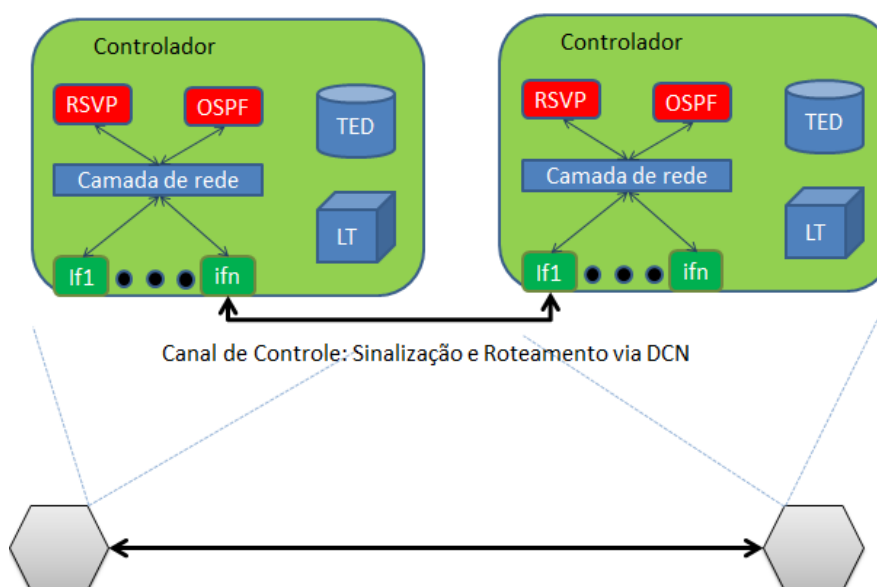 Controlador
RSVP
OSPF
TED
Camada de rede
LT
If1
ifn
Controlador
RSVP
OSPF
TED
Camada de rede
LT
If1
ifn
Canal de Controle: Sinalização e Roteamento via DCN